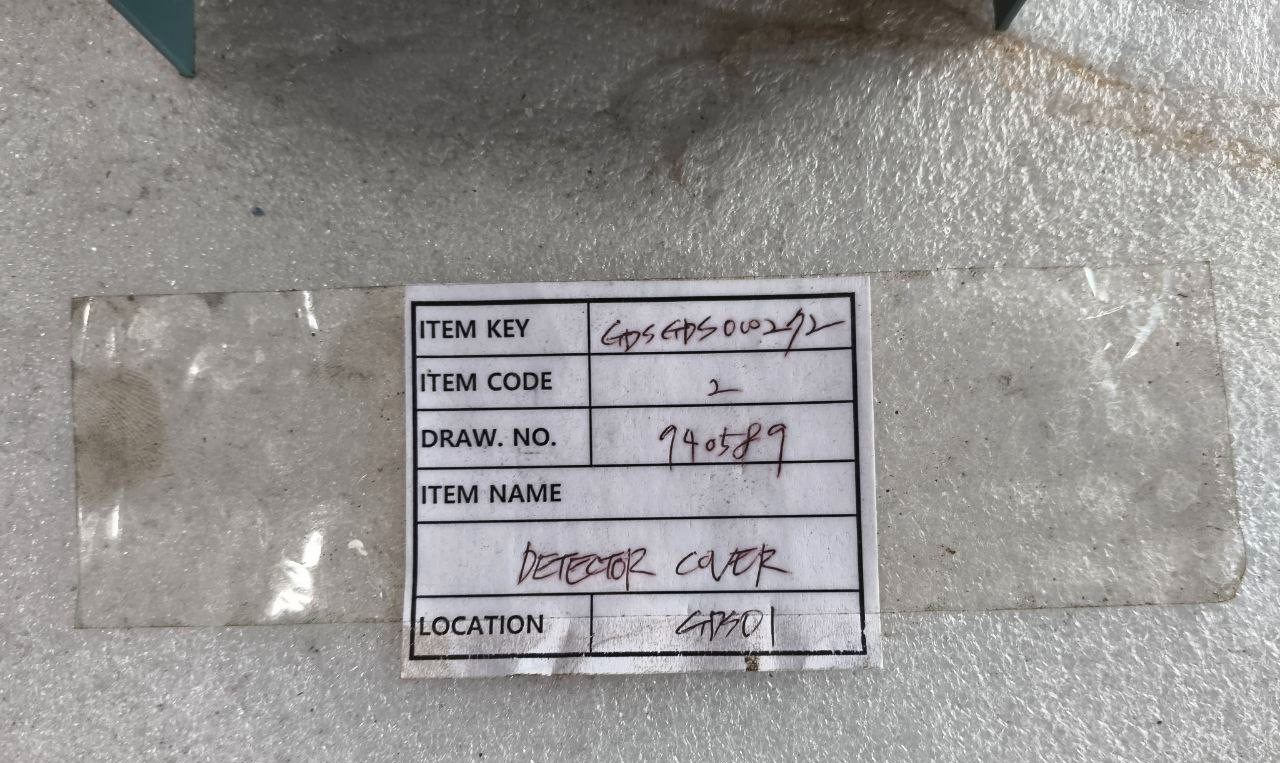 ITEM KEY GDSGDS000272
ITEM CODE 2
DRAW. NO. 940589
ITEM NAME
DETECTOR COVER
LOCATION GDS01